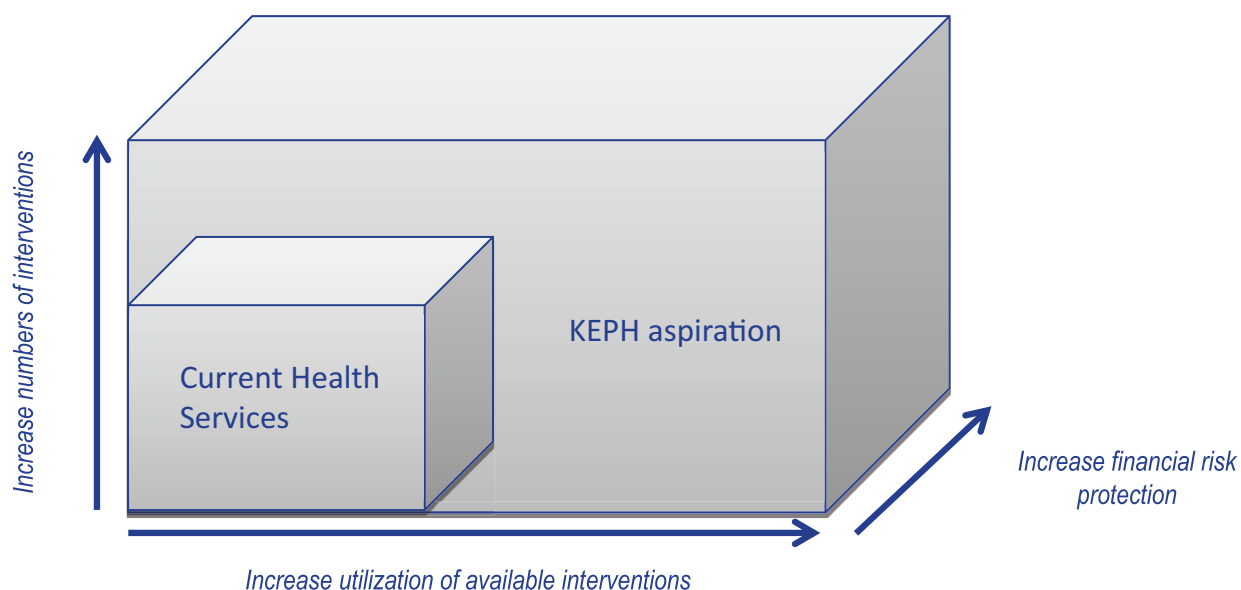 Increase numbers of interventions
KEPH aspiration
Current Health
Services
Increase financial risk
protection
Increase utilization of available interventions